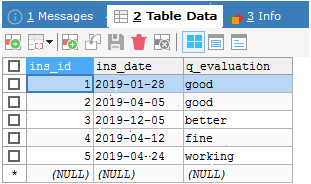 1 Messages 2 Table Data 3 Info
ins_id ins_date q_evaluation
1 2019-01-28 good
2 2019-04-05 good
3 2019-12-05 better
4 2019-04-12 fine
5 2019-04-24 working
* (NULL) (NULL) (NULL)